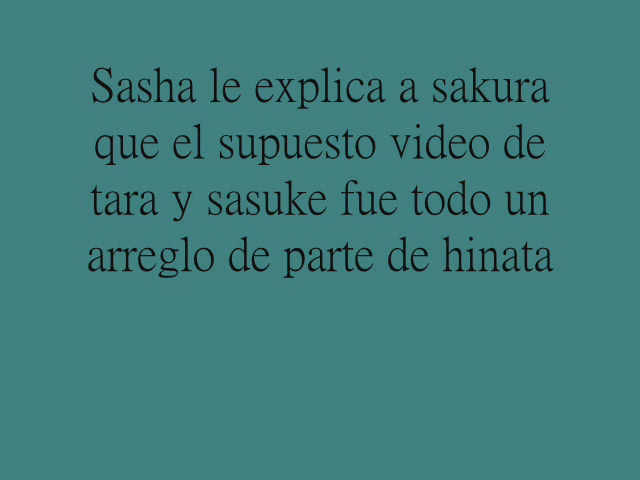 Sasha le explica a sakura
que el supuesto video de
tara y sasuke fue todo un
arreglo de parte de hinata